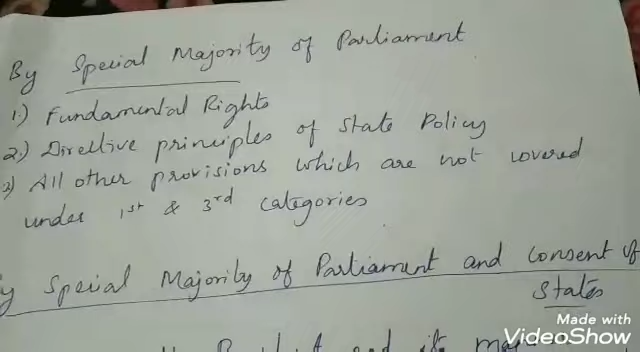 By Special Majority of Parliament
1.) Fundamental Rights
2.) Directive principles of State Policy
3) All other provisions which are not covered
under 1st & 3rd categories
y Special Majority of Parliament and Consent of
States
Made with
VideoShow